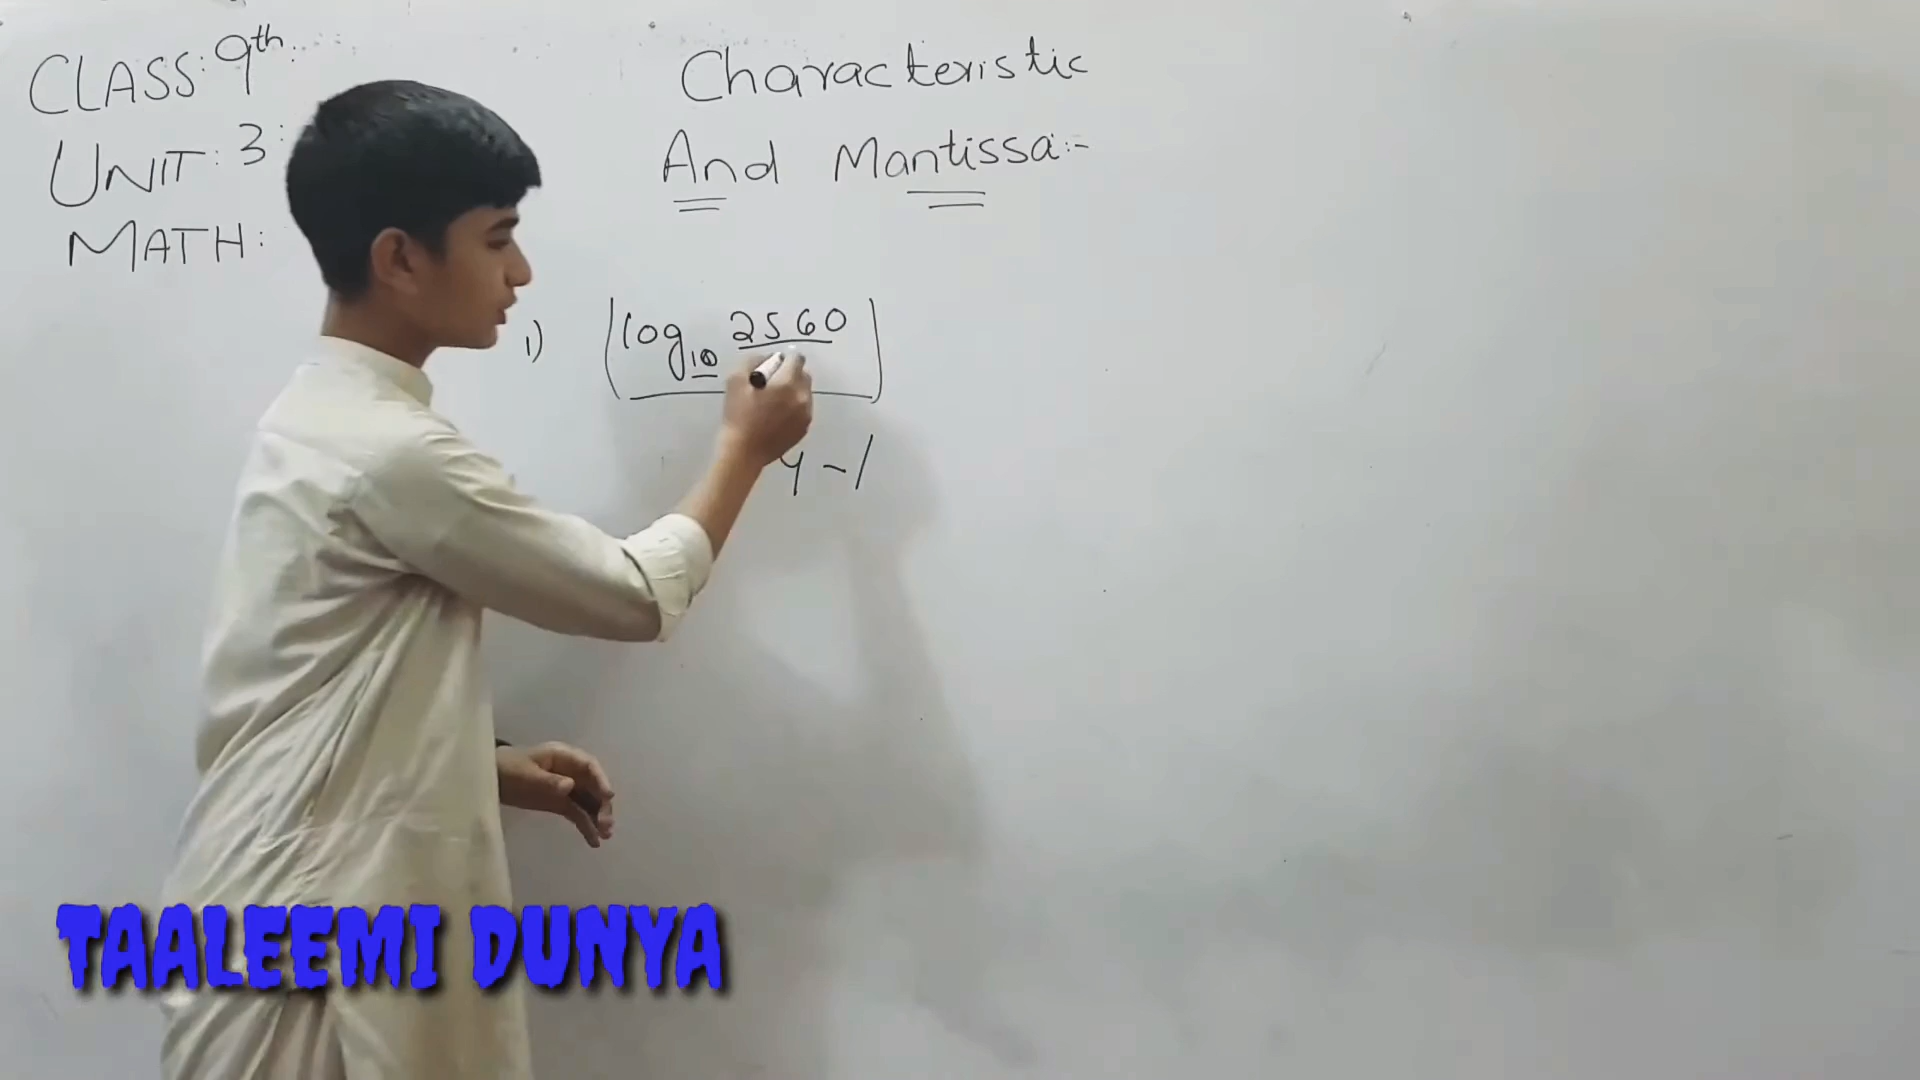 CLASS: 9th
UNIT: 3:
MATH:
Characteristic
And Mantissa:-
1) log10 2560
4 - 1
TAALEEMI DUNYA